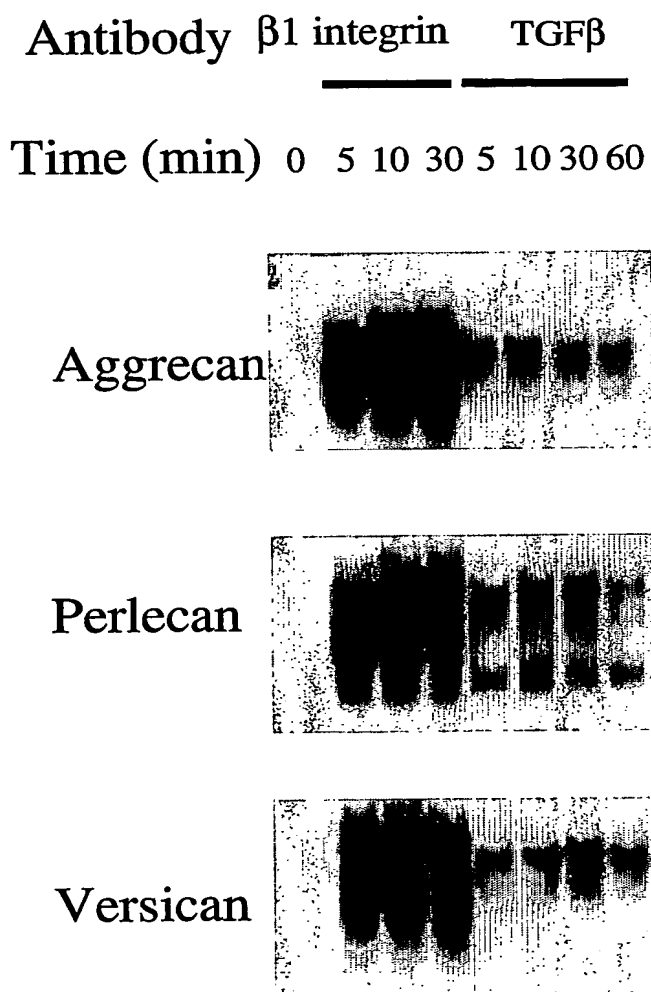 Antibody β1 integrin TGFβ
Time (min) 0 5 10 30 5 10 30 60
Aggrecan
Perlecan
Versican